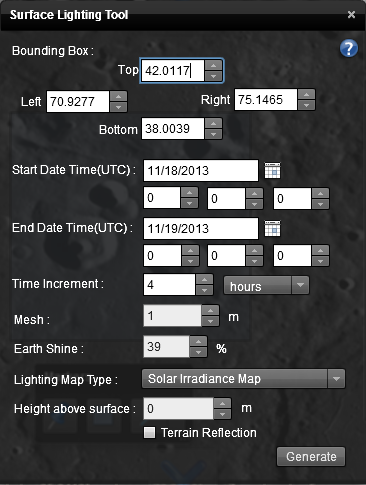 Surface Lighting Tool ×
Bounding Box :
?
Top 42.0117
Left 70.9277 Right 75.1465
Bottom 38.0039
Start Date Time(UTC) : 11/18/2013
0 0 0
End Date Time(UTC) : 11/19/2013
0 0 0
Time Increment : 4 hours
Mesh : 1 m
Earth Shine : 39 %
Lighting Map Type : Solar Irradiance Map
Height above surface : 0 m
Terrain Reflection
Generate